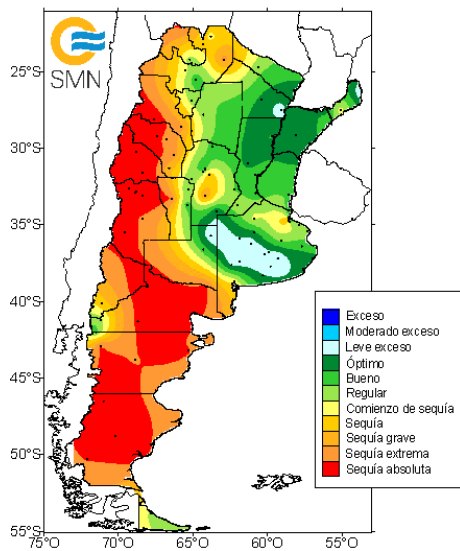 SMN
25°S
30°S
35°S
40°S
45°S
50°S
55°S
75°O 70°O 65°O 60°O 55°O
Exceso
Moderado exceso
Leve exceso
Óptimo
Bueno
Regular
Comienzo de sequía
Sequía
Sequía grave
Sequía extrema
Sequía absoluta